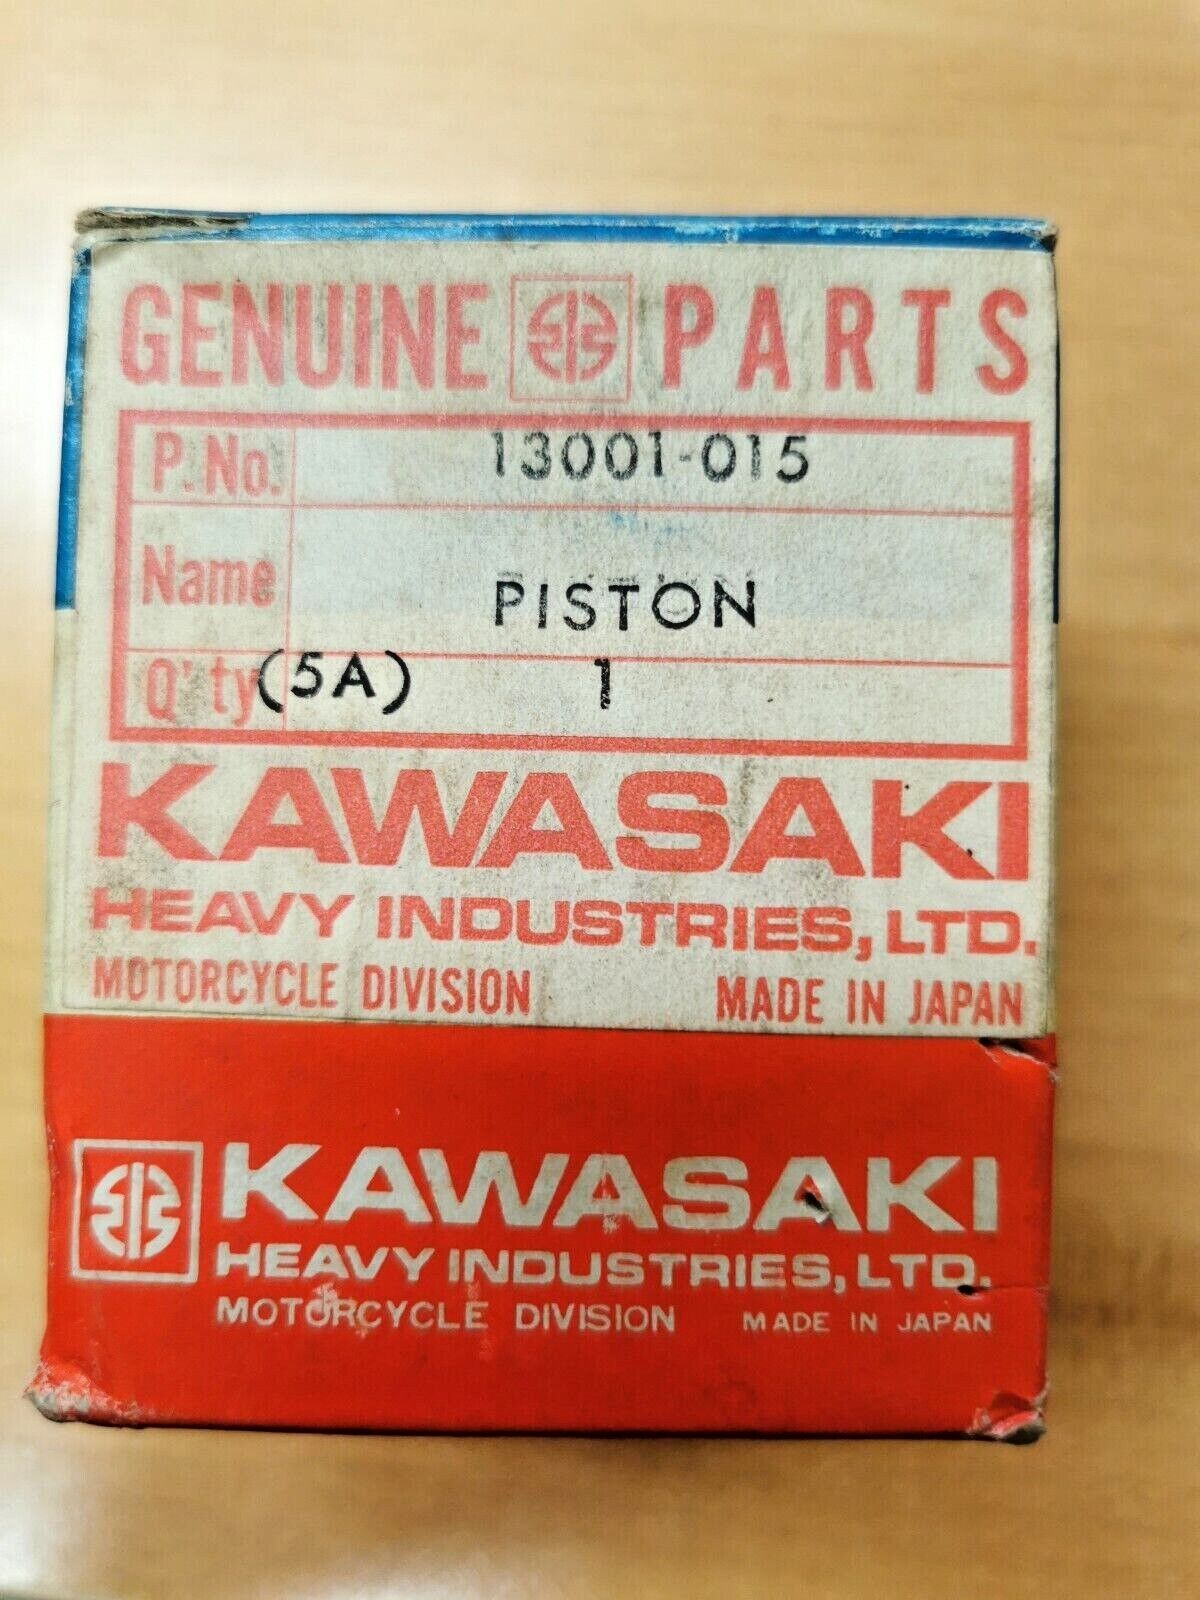 GENUINE PARTS
P.No. 13001-015
Name PISTON
Q'ty (5A) 1
KAWASAKI
HEAVY INDUSTRIES, LTD.
MOTORCYCLE DIVISION MADE IN JAPAN
KAWASAKI
HEAVY INDUSTRIES, LTD.
MOTORCYCLE DIVISION MADE IN JAPAN